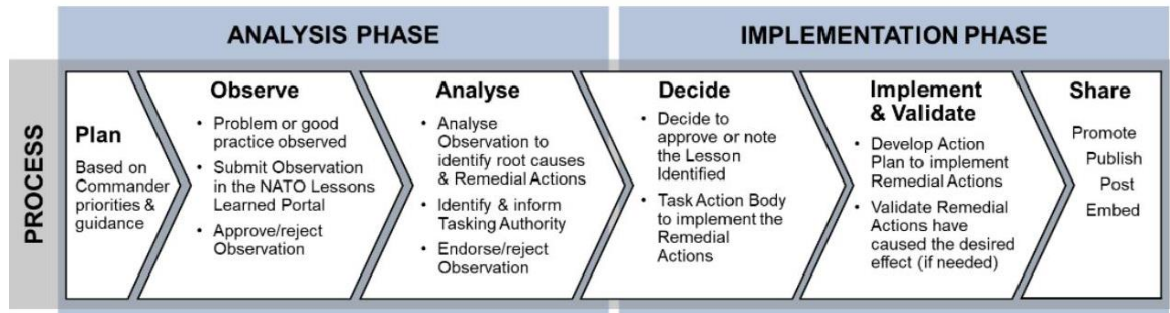 ANALYSIS PHASE
IMPLEMENTATION PHASE
PROCESS
Plan
Based on
Commander
priorities &
guidance
Observe
• Problem or good
practice observed
• Submit Observation
in the NATO Lessons
Learned Portal
• Approve/reject
Observation
Analyse
• Analyse
Observation to
identify root causes
& Remedial Actions
• Identify & inform
Tasking Authority
• Endorse/reject
Observation
Decide
• Decide to
approve or note
the Lesson
Identified
• Task Action Body
to implement the
Remedial
Actions
Implement
& Validate
• Develop Action
Plan to implement
Remedial Actions
• Validate Remedial
Actions have
caused the desired
effect (if needed)
Share
Promote
Publish
Post
Embed